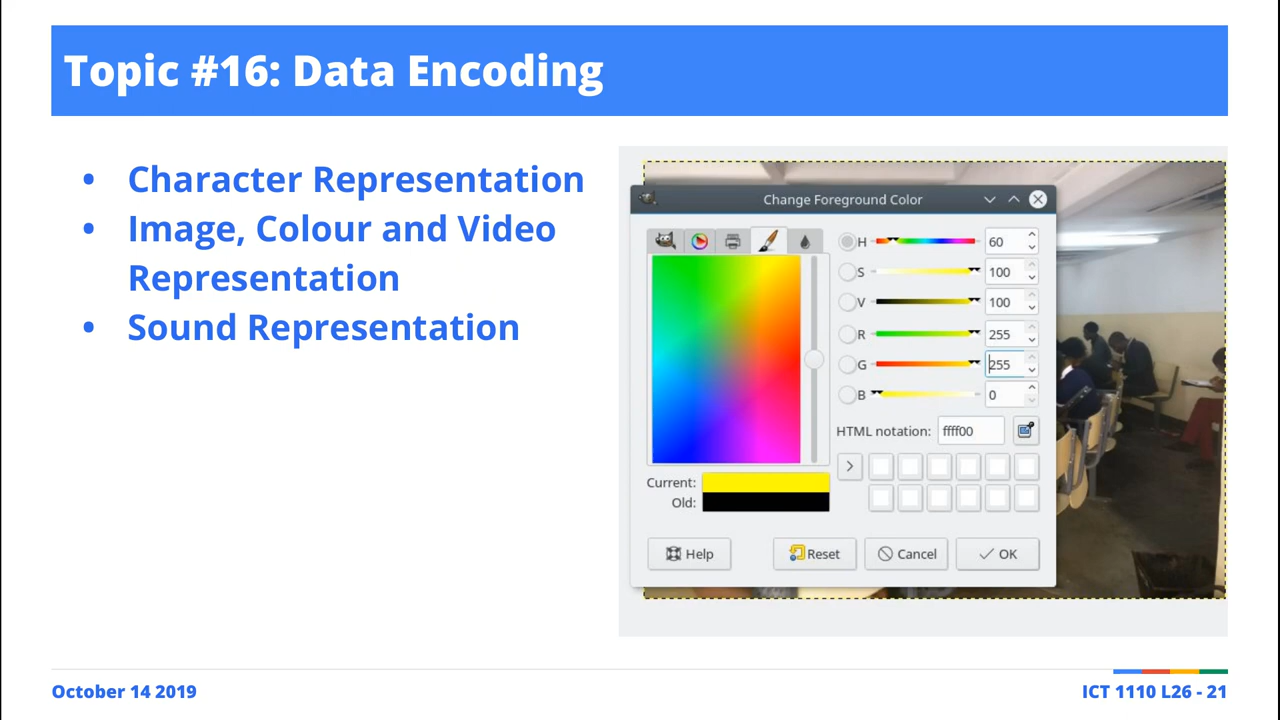 Topic #16: Data Encoding
• Character Representation
• Image, Colour and Video
Representation
• Sound Representation
Change Foreground Color
H 60
S 100
V 100
R 255
G 255
B 0
HTML notation: ffff00
Current:
Old:
Help Reset Cancel OK
October 14 2019 ICT 1110 L26 - 21